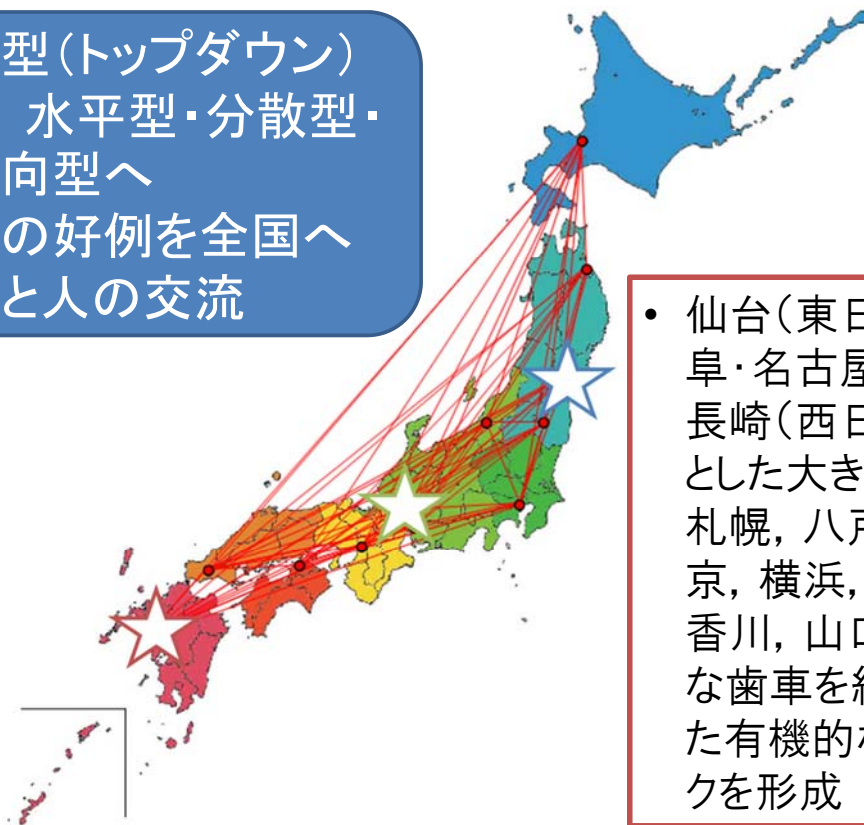 型(トップダウン)
水平型・分散型・
向型へ
の好例を全国へ
と人の交流
• 仙台(東日
阜・名古屋
長崎(西日
とした大き
札幌，八戸
京，横浜，
香川，山口
な歯車を組
た有機的な
クを形成